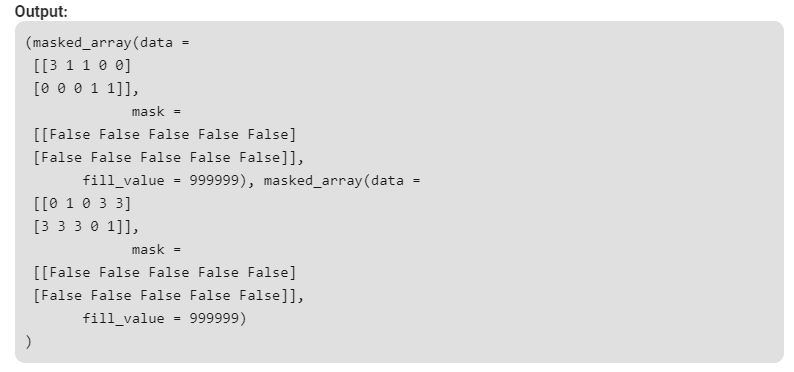 Output:
(masked_array(data =
[[3 1 1 0 0]
[0 0 0 1 1]],
mask =
[[False False False False False]
[False False False False False]],
fill_value = 999999), masked_array(data =
[[0 1 0 3 3]
[3 3 3 0 1]],
mask =
[[False False False False False]
[False False False False False]],
fill_value = 999999)
)